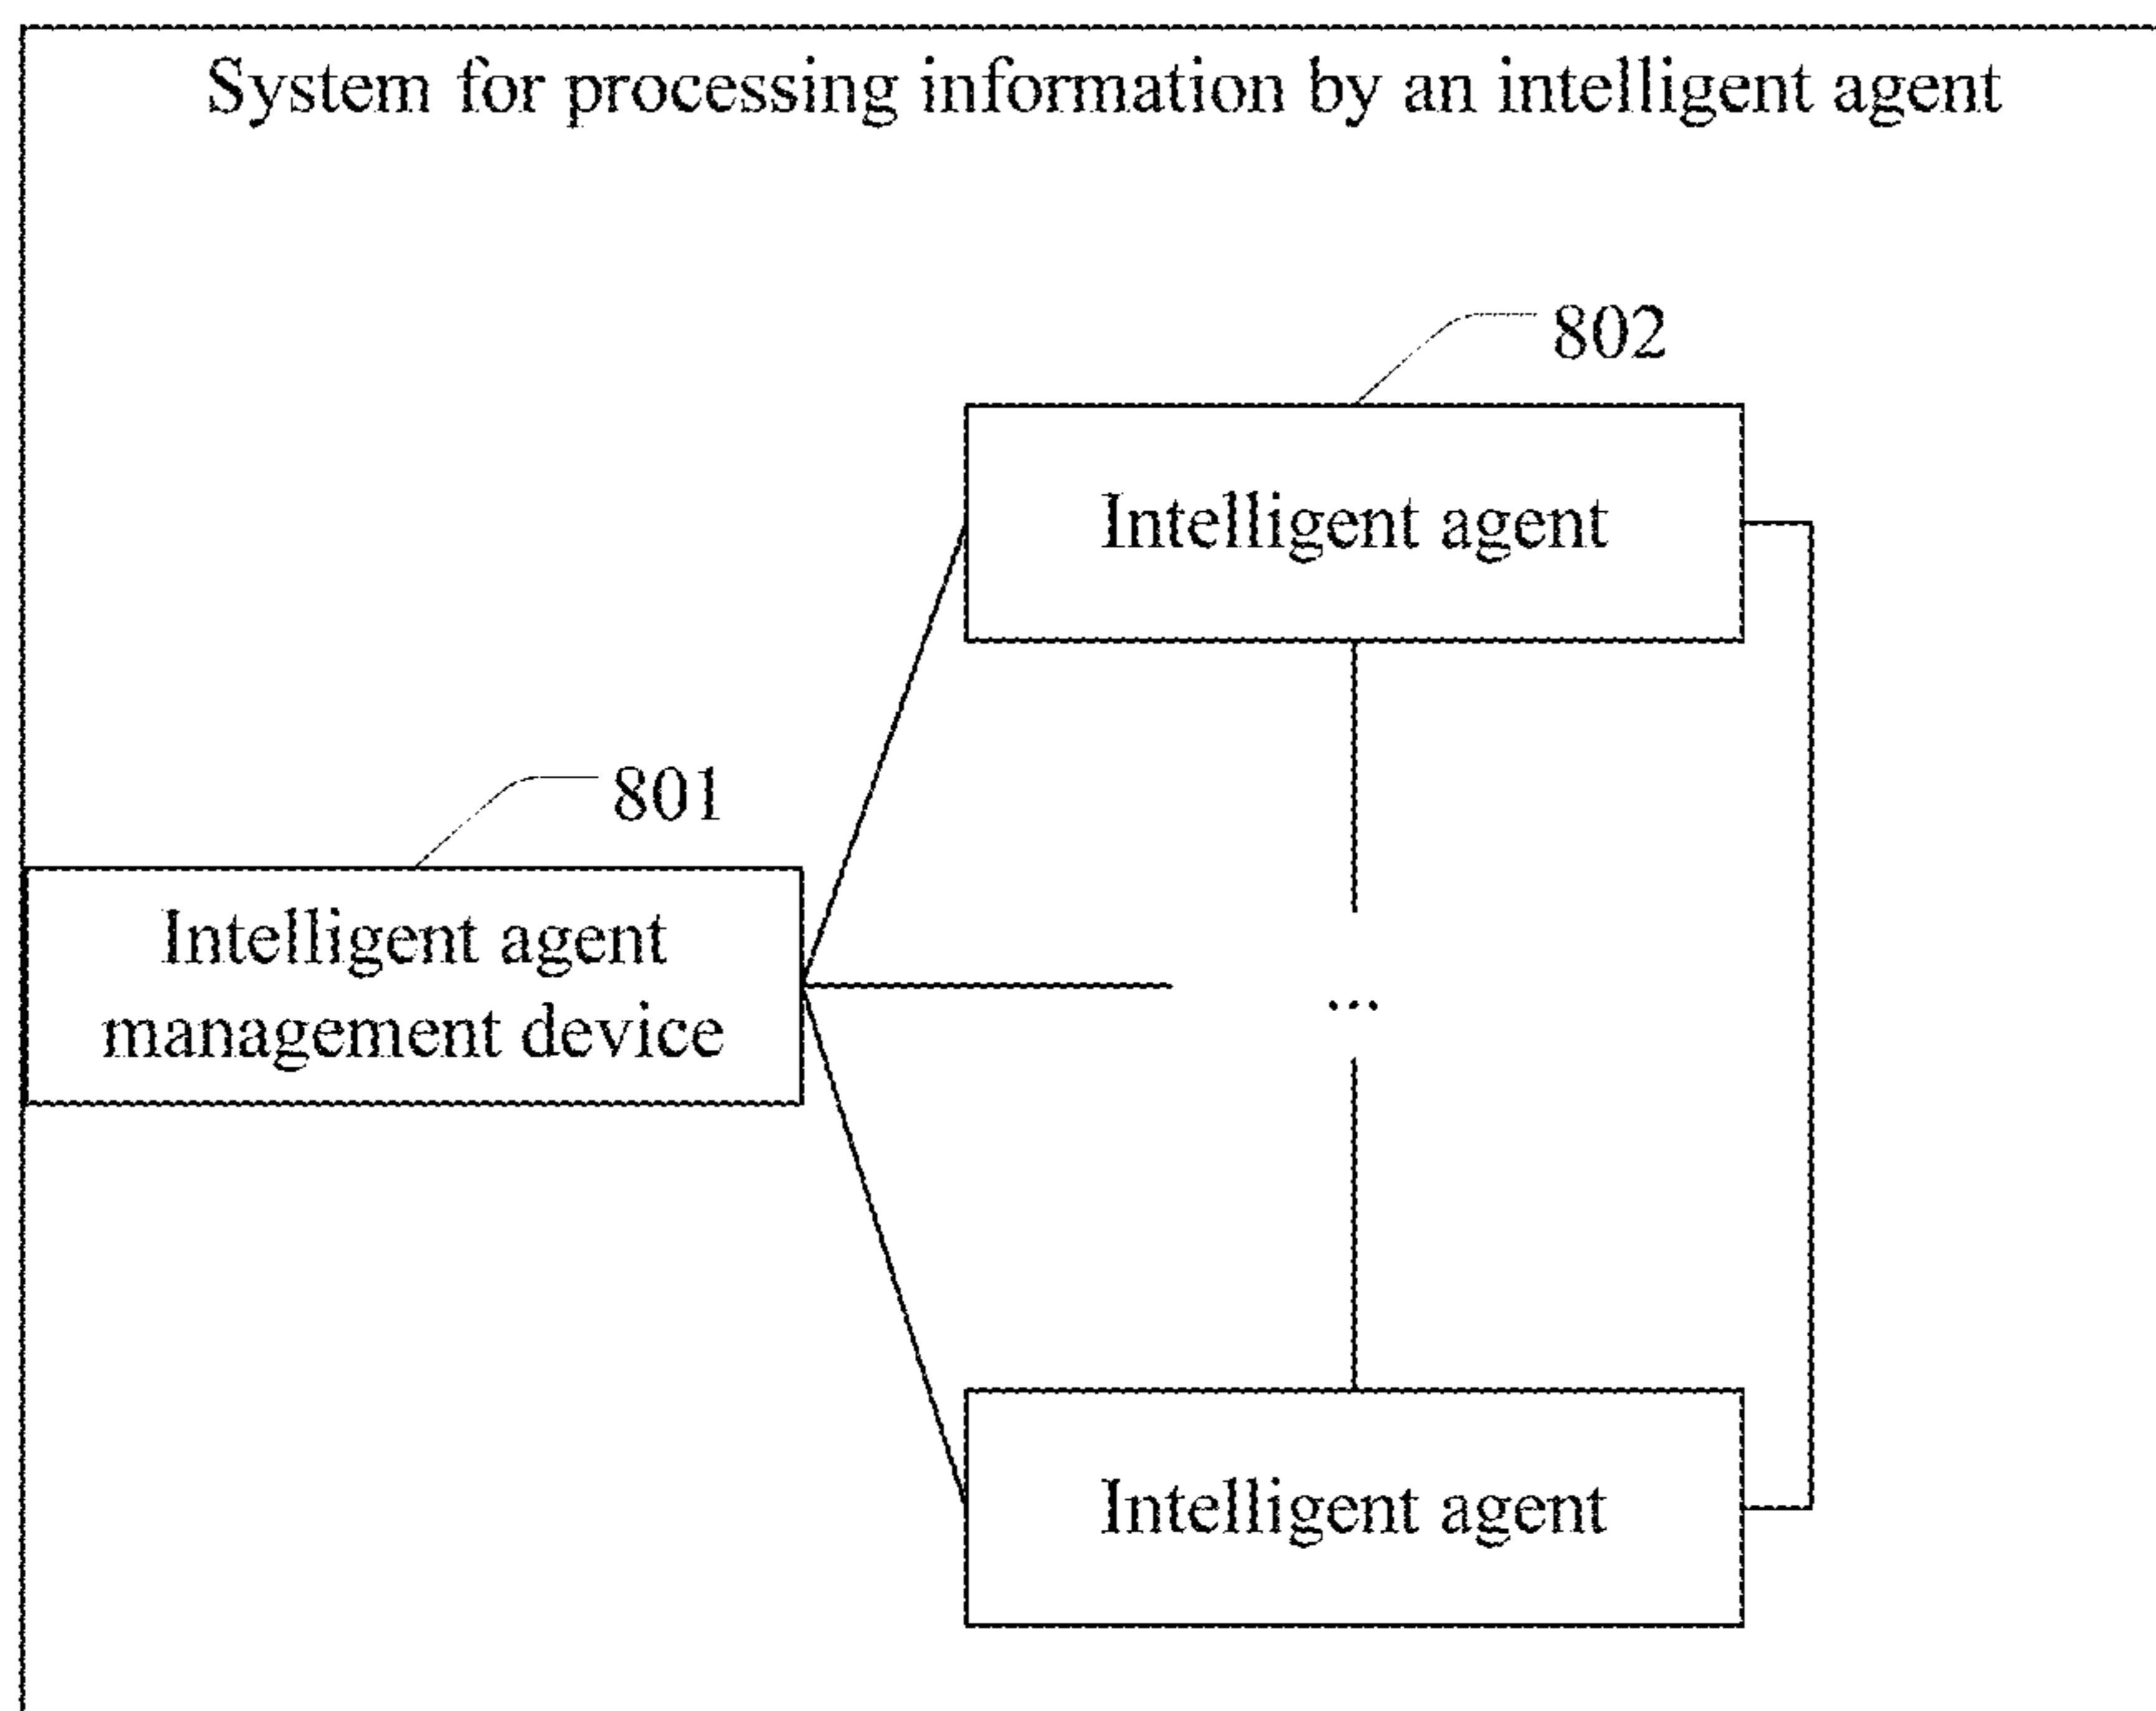 System for processing information by an intelligent agent
802
Intelligent agent
801
Intelligent agent
management device
...
Intelligent agent